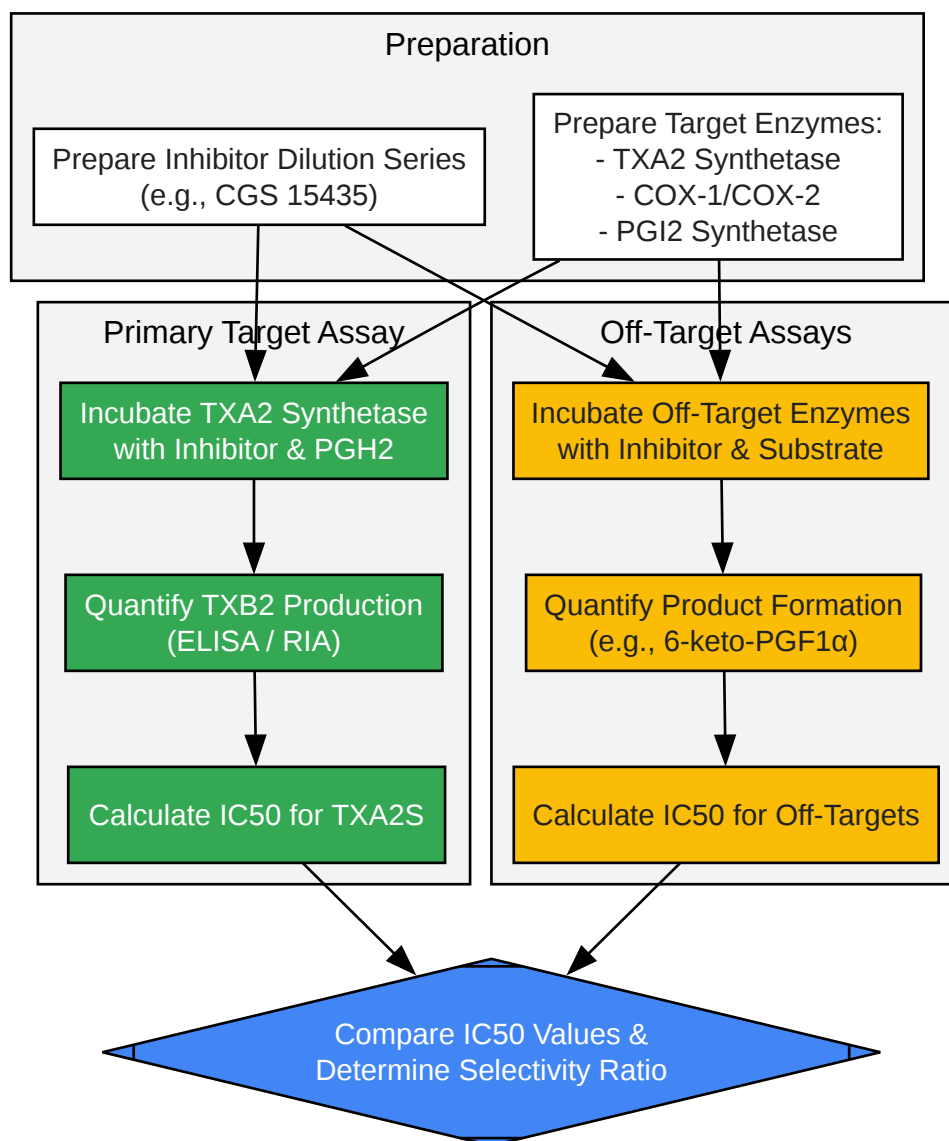 Preparation
Prepare Inhibitor Dilution Series
(e.g., CGS 15435)
Prepare Target Enzymes:
- TXA2 Synthetase
- COX-1/COX-2
- PGI2 Synthetase
Primary Target Assay
Incubate TXA2 Synthetase
with Inhibitor & PGH2
Quantify TXB2 Production
(ELISA / RIA)
Calculate IC50 for TXA2S
Off-Target Assays
Incubate Off-Target Enzymes
with Inhibitor & Substrate
Quantify Product Formation
(e.g., 6-keto-PGF1α)
Calculate IC50 for Off-Targets
Compare IC50 Values &
Determine Selectivity Ratio